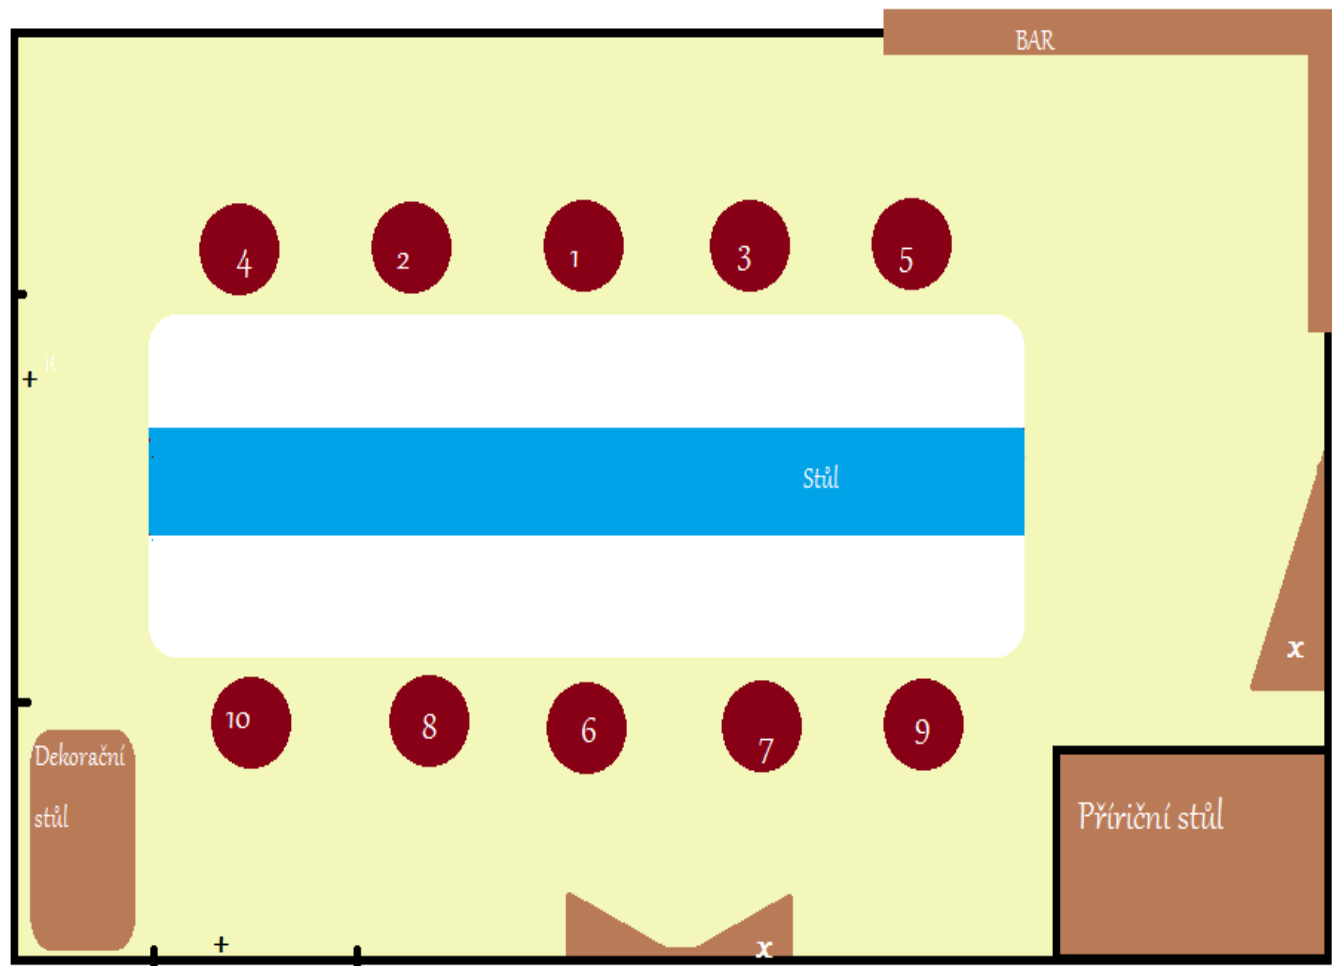 BAR
4 2 1 3 5
+
Stůl
x
10 8 6 7 9
Dekorační
stůl
Příriční stůl
+
x